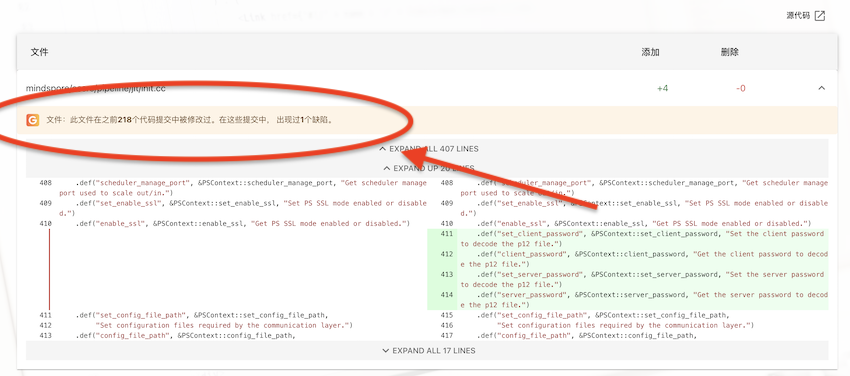 源代码
文件 添加 删除
mindspore/ccsrc/pipeline/jit/init.cc +4 -0
文件：此文件在之前218个代码提交中被修改过。在这些提交中， 出现过1个缺陷。
EXPAND ALL 407 LINES
EXPAND UP 20 LINES
408 .def("scheduler_manage_port", &PSContext::scheduler_manage_port, "Get scheduler manage
port used to scale out/in.")
409 .def("set_enable_ssl", &PSContext::set_enable_ssl, "Set PS SSL mode enabled or disable
d.")
410 .def("enable_ssl", &PSContext::enable_ssl, "Get PS SSL mode enabled or disabled.")
411 .def("set_config_file_path", &PSContext::set_config_file_path,
412 "Set configuration files required by the communication layer.")
413 .def("config_file_path", &PSContext::config_file_path,
408 .def("scheduler_manage_port", &PSContext::scheduler_manage_port, "Get scheduler manage
port used to scale out/in.")
409 .def("set_enable_ssl", &PSContext::set_enable_ssl, "Set PS SSL mode enabled or disable
d.")
410 .def("enable_ssl", &PSContext::enable_ssl, "Get PS SSL mode enabled or disabled.")
411 .def("set_client_password", &PSContext::set_client_password, "Set the client password
to decode the p12 file.")
412 .def("client_password", &PSContext::client_password, "Get the client password to decod
e the p12 file.")
413 .def("set_server_password", &PSContext::set_server_password, "Set the server password
to decode the p12 file.")
414 .def("server_password", &PSContext::server_password, "Get the server password to decod
e the p12 file.")
415 .def("set_config_file_path", &PSContext::set_config_file_path,
416 "Set configuration files required by the communication layer.")
417 .def("config_file_path", &PSContext::config_file_path,
EXPAND ALL 17 LINES